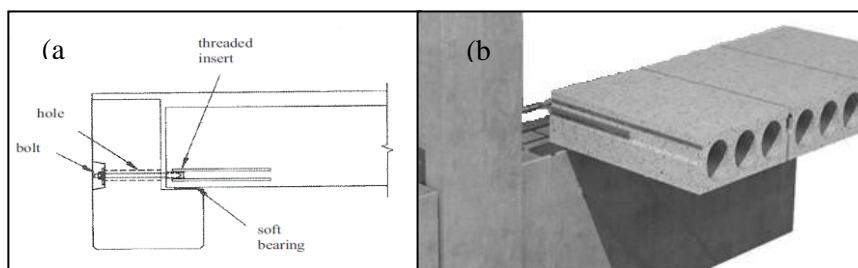 (a
threaded
insert
hole
bolt
soft
bearing
(b)